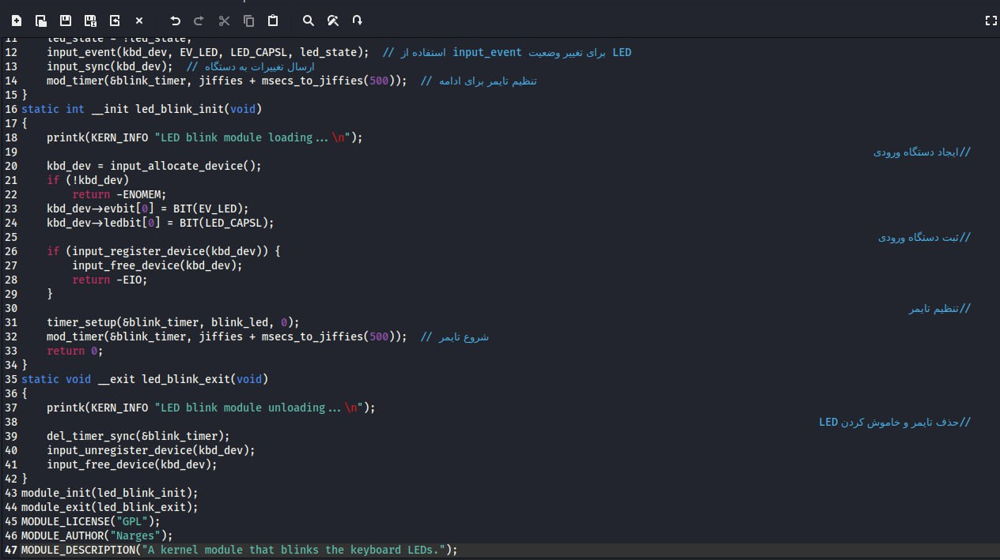 11     led_state = !led_state;
12     input_event(kbd_dev, EV_LED, LED_CAPSL, led_state);  // استفاده از input_event برای تغییر وضعیت LED
13     input_sync(kbd_dev);  // ارسال تغییرات به دستگاه
14     mod_timer(&blink_timer, jiffies + msecs_to_jiffies(500));  // تنظیم تایمر برای ادامه
15 }
16 static int __init led_blink_init(void)
17 {
18     printk(KERN_INFO "LED blink module loading...\n");
19 //ایجاد دستگاه ورودی
20     kbd_dev = input_allocate_device();
21     if (!kbd_dev)
22         return -ENOMEM;
23     kbd_dev->evbit[0] = BIT(EV_LED);
24     kbd_dev->ledbit[0] = BIT(LED_CAPSL);
25 //ثبت دستگاه ورودی
26     if (input_register_device(kbd_dev)) {
27         input_free_device(kbd_dev);
28         return -EIO;
29     }
30 //تنظیم تایمر
31     timer_setup(&blink_timer, blink_led, 0);
32     mod_timer(&blink_timer, jiffies + msecs_to_jiffies(500));  // شروع تایمر
33     return 0;
34 }
35 static void __exit led_blink_exit(void)
36 {
37     printk(KERN_INFO "LED blink module unloading...\n");
38 //حذف تایمر و خاموش کردن LED
39     del_timer_sync(&blink_timer);
40     input_unregister_device(kbd_dev);
41     input_free_device(kbd_dev);
42 }
43 module_init(led_blink_init);
44 module_exit(led_blink_exit);
45 MODULE_LICENSE("GPL");
46 MODULE_AUTHOR("Narges");
47 MODULE_DESCRIPTION("A kernel module that blinks the keyboard LEDs.");